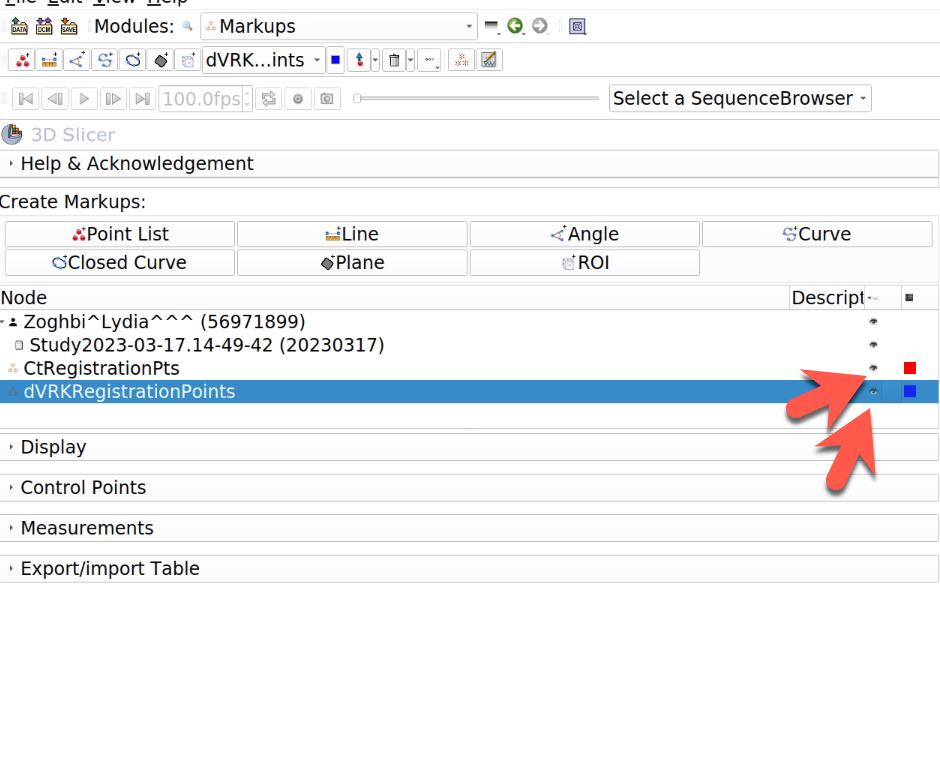 File Edit View Help
DATA DCM SAVE Modules: Markups
dVRK...ints
100.0fps Select a SequenceBrowser
3D Slicer
Help & Acknowledgement
Create Markups:
Point List Line Angle Curve
Closed Curve Plane ROI
Node Descript
Zoghbi^Lydia^^^ (56971899)
Study2023-03-17.14-49-42 (20230317)
CtRegistrationPts
dVRKRegistrationPoints
Display
Control Points
Measurements
Export/import Table